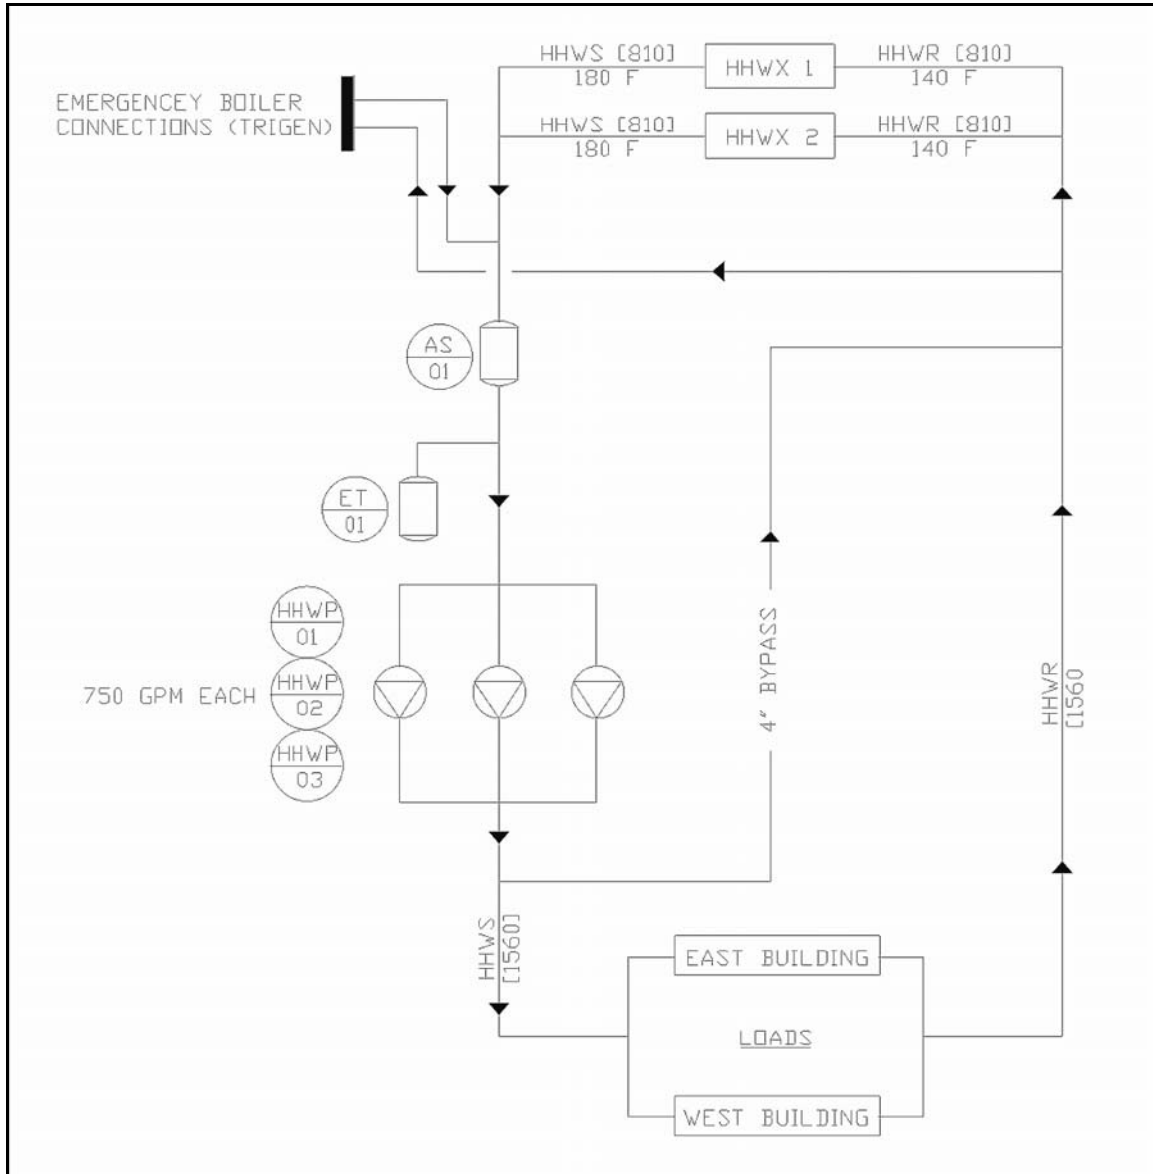 HHWS [810]
180 F
HHWX 1
HHWR [810]
140 F
EMERGENCEY BOILER
CONNECTIONS (TRIGEN)
HHWS [810]
180 F
HHWX 2
HHWR [810]
140 F
AS
01
ET
01
HHWP
01
750 GPM EACH
HHWP
02
HHWP
03
4" BYPASS
HHWR
[1560
HHWS
[1560]
EAST BUILDING
LOADS
WEST BUILDING